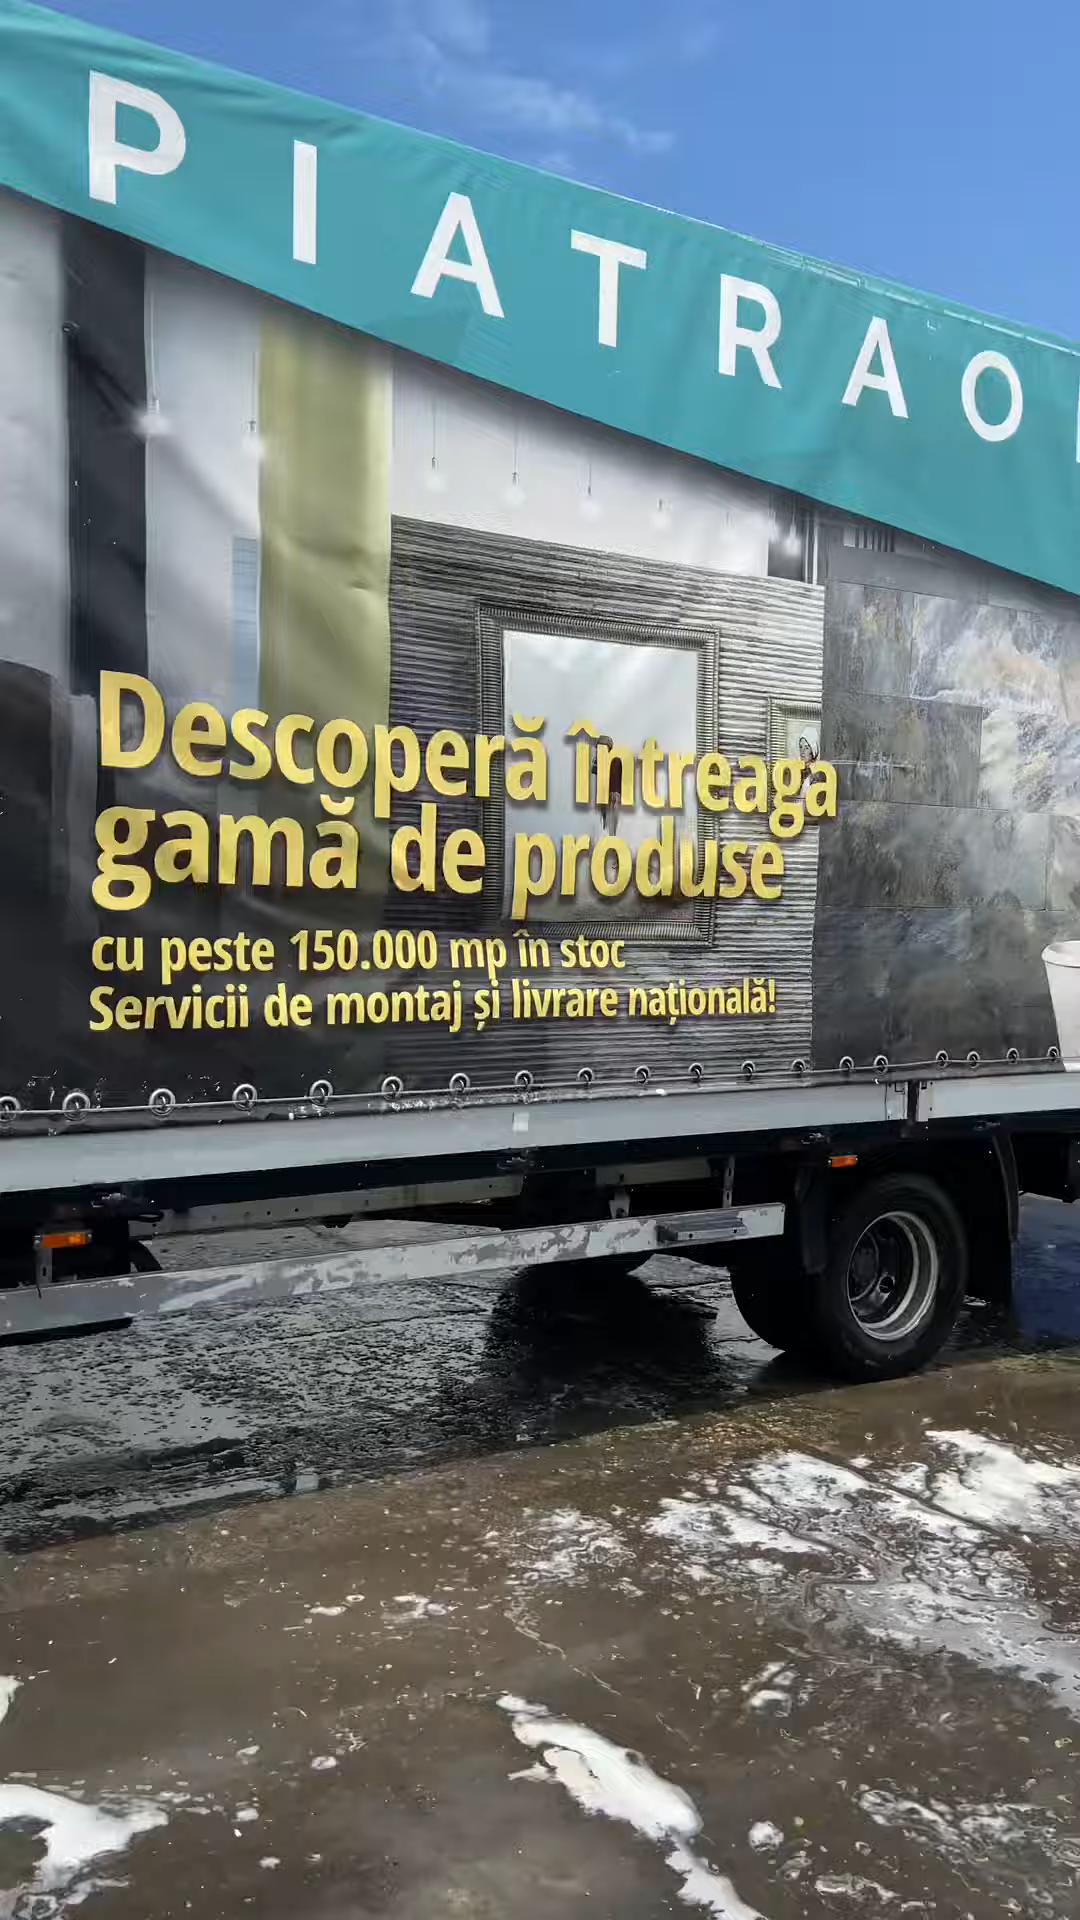 PIATRAO
Descoperă întreaga
gamă de produse
cu peste 150.000 mp în stoc
Servicii de montaj și livrare națională!